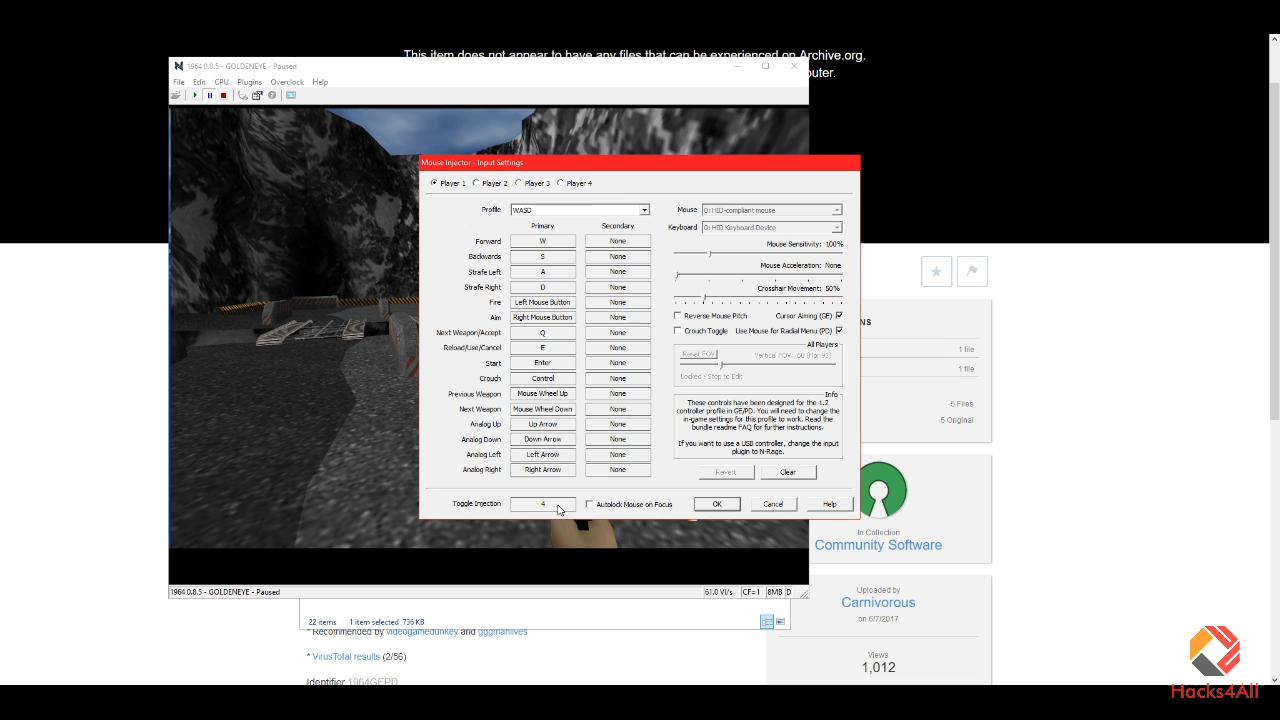 This item does not appear to have any files that can be experienced on Archive.org.
puter.
1964 0.8.5 - GOLDENEYE - Paused
File Edit CPU Plugins Overclock Help
Mouse Injector - Input Settings
Player 1 Player 2 Player 3 Player 4
Profile WASD
Primary Secondary
Forward W None
Backwards S None
Strafe Left A None
Strafe Right D None
Fire Left Mouse Button None
Aim Right Mouse Button None
Next Weapon/Accept Q None
Reload/Use/Cancel E None
Start Enter None
Crouch Control None
Previous Weapon Mouse Wheel Up None
Next Weapon Mouse Wheel Down None
Analog Up Up Arrow None
Analog Down Down Arrow None
Analog Left Left Arrow None
Analog Right Right Arrow None
Mouse 0: HID-compliant mouse
Keyboard 0: HID Keyboard Device
Mouse Sensitivity: 100%
Mouse Acceleration: None
Crosshair Movement: 50%
Reverse Mouse Pitch Cursor Aiming (GE)
Crouch Toggle Use Mouse for Radial Menu (PD)
All Players
Reset FOV Vertical FOV: 60 (Hor 91)
Locked - Stop to Edit
Info
These controls have been designed for the 1.2
controller profile in GE/PD. You will need to change the
in-game settings for this profile to work. Read the
bundle readme FAQ for further instructions.
If you want to use a USB controller, change the input
plugin to N-Rage.
Revert Clear
Toggle Injection 4 Autolock Mouse on Focus OK Cancel Help
1964 0.8.5 - GOLDENEYE - Paused 61.0 VI/s CF=1 8MB D
22 items 1 item selected 736 KB
* Recommended by videogamedunkey and gggmanlives
* VirusTotal results (2/56)
Identifier 1964GEPD
NS
1 file
1 file
5 Files
5 Original
In Collection
Community Software
Uploaded by
Carnivorous
on 6/7/2017
Views
1,012
Hacks4All